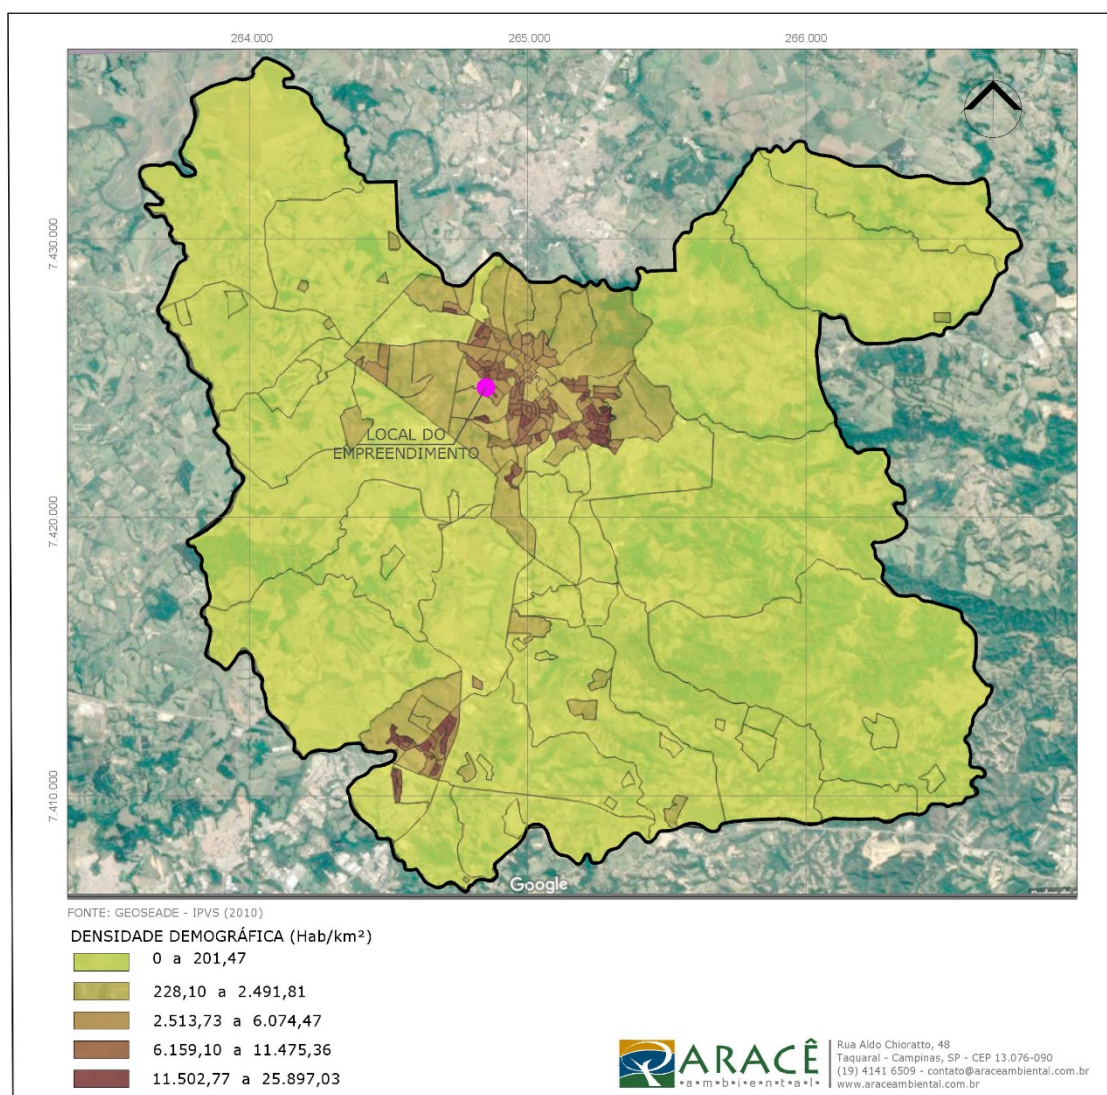 264.000 265.000 266.000
7.430.000
7.420.000
7.410.000
LOCAL DO
EMPREENDIMENTO
Google
FONTE: GEOSEADE - IPVS (2010)
DENSIDADE DEMOGRÁFICA (Hab/km²)
0 a 201,47
228,10 a 2.491,81
2.513,73 a 6.074,47
6.159,10 a 11.475,36
11.502,77 a 25.897,03
ARACÊ
ambiental
Rua Aldo Chioratto, 48
Taquaral - Campinas, SP - CEP 13.076-090
(19) 4141 6509 - contato@araceambiental.com.br
www.araceambiental.com.br